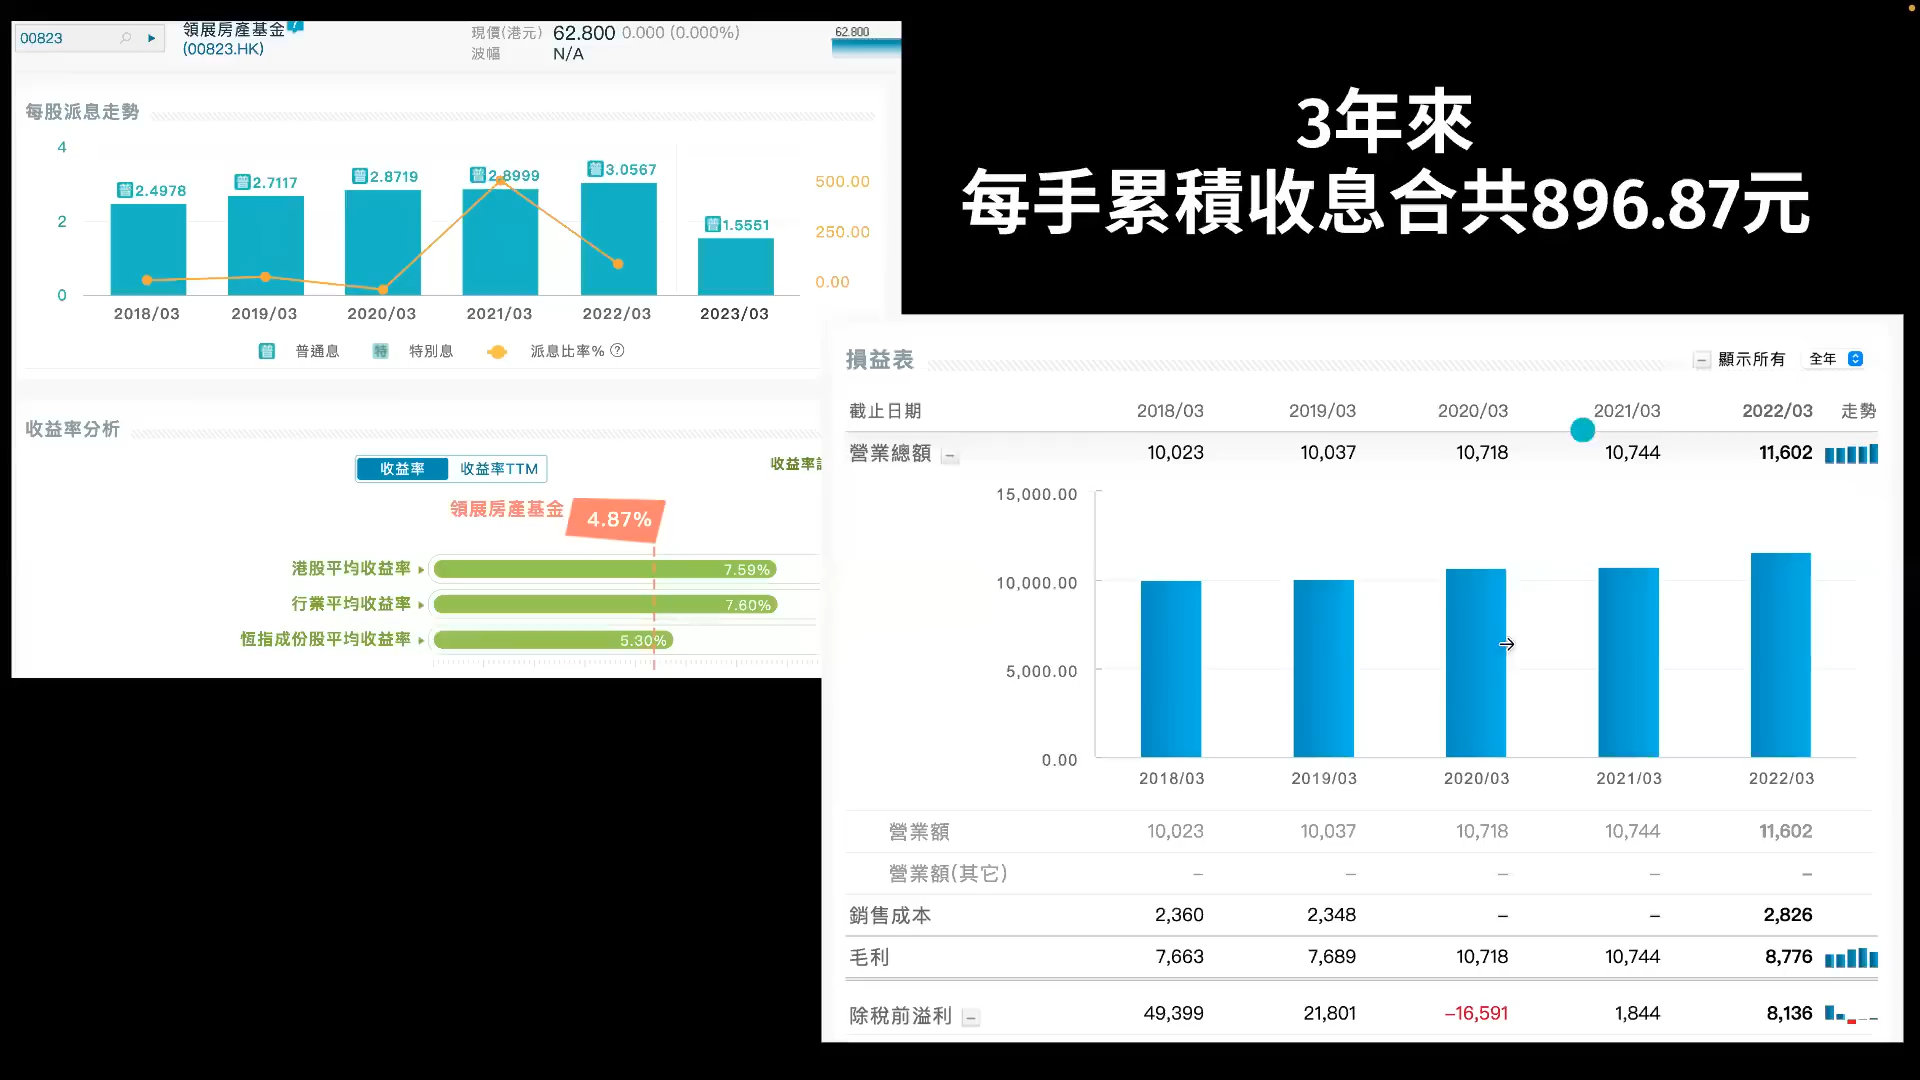 00823
領展房產基金
(00823.HK)
現價(港元) 62.800 0.000 (0.000%)
波幅 N/A
62.800
每股派息走勢
4
2
0
普2.4978
普2.7117
普2.8719
普2.8999
普3.0567
普1.5551
500.00
250.00
0.00
2018/03 2019/03 2020/03 2021/03 2022/03 2023/03
普 普通息 特 特別息 派息比率% ?
收益率分析
收益率 收益率TTM
收益率
領展房產基金 4.87%
港股平均收益率 7.59%
行業平均收益率 7.60%
恆指成份股平均收益率 5.30%
3年來
每手累積收息合共896.87元
損益表
顯示所有 全年
截止日期 2018/03 2019/03 2020/03 2021/03 2022/03 走勢
營業總額 10,023 10,037 10,718 10,744 11,602
15,000.00
10,000.00
5,000.00
0.00
2018/03 2019/03 2020/03 2021/03 2022/03
營業額 10,023 10,037 10,718 10,744 11,602
營業額(其它) – – – – –
銷售成本 2,360 2,348 – – 2,826
毛利 7,663 7,689 10,718 10,744 8,776
除稅前溢利 49,399 21,801 –16,591 1,844 8,136